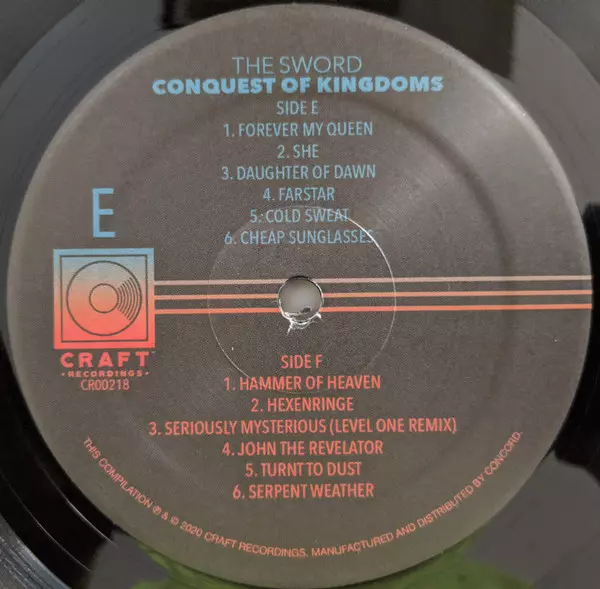 THE SWORD
CONQUEST OF KINGDOMS
SIDE E
1. FOREVER MY QUEEN
2. SHE
3. DAUGHTER OF DAWN
4. FARSTAR
5. COLD SWEAT
6. CHEAP SUNGLASSES
E
CRAFT™
• RECORDINGS •
CR00218
SIDE F
1. HAMMER OF HEAVEN
2. HEXENRINGE
3. SERIOUSLY MYSTERIOUS (LEVEL ONE REMIX)
4. JOHN THE REVELATOR
5. TURNT TO DUST
6. SERPENT WEATHER
THIS COMPILATION ℗ & © 2020 CRAFT RECORDINGS. MANUFACTURED AND DISTRIBUTED BY CONCORD.